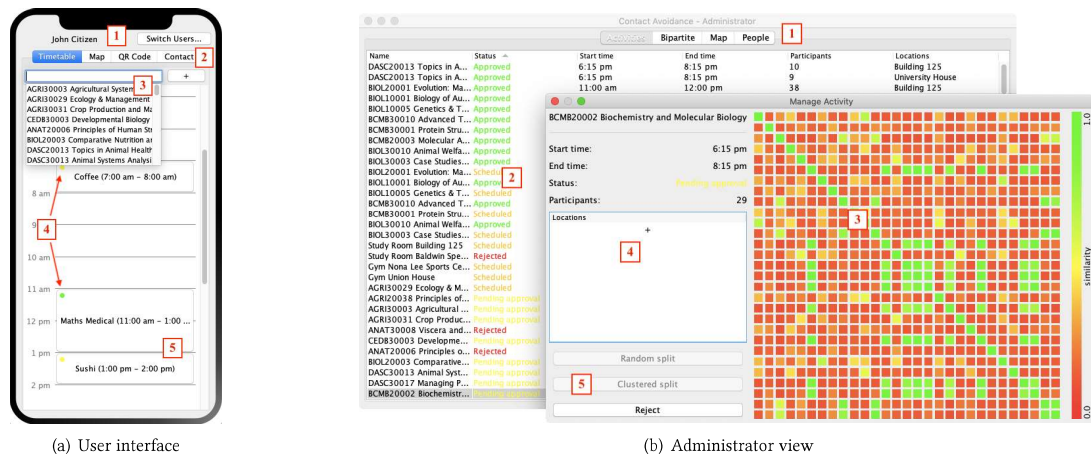 John Citizen 1 Switch Users...
Timetable Map QR Code Contact 2
3 +
AGRI30003 Agricultural System
AGRI30029 Ecology & Management
AGRI30031 Crop Production and Ma
CEDB30003 Developmental Biology
ANAT20006 Principles of Human Str
BIOL20003 Comparative Nutrition an
DASC20013 Topics in Animal Health
DASC30013 Animal Systems Analysi
Coffee (7:00 am - 8:00 am)
8 am
4
9
10 am
11 am
12 pm Maths Medical (11:00 am - 1:00 ...
5
1 pm
Sushi (1:00 pm - 2:00 pm)
2 pm
(a) User interface
Contact Avoidance - Administrator
Activities Bipartite Map People 1
Name Status Start time End time Participants Locations
DASC20013 Topics in A... Approved 6:15 pm 8:15 pm 10 Building 125
DASC20013 Topics in A... Approved 6:15 pm 8:15 pm 9 University House
BIOL20001 Evolution: Ma... Approved 11:00 am 12:00 pm 38 Building 125
BIOL10001 Biology of Au... Approved
BIOL10005 Genetics & T... Approved
BCMB30010 Advanced T... Approved
BCMB30001 Protein Stru... Approved
BCMB20003 Molecular A... Approved
BIOL30010 Animal Welfa... Approved
BIOL30003 Case Studies... Approved
BIOL20001 Evolution: Ma... Schedu
BIOL10001 Biology of Au... Approv 2
BIOL10005 Genetics & T... Scheduled
BCMB30010 Advanced T... Approved
BCMB30001 Protein Stru... Scheduled
BIOL30010 Animal Welfa... Scheduled
BIOL30003 Case Studies... Scheduled
Study Room Building 125 Scheduled
Study Room Baldwin Spe... Rejected
Gym Nona Lee Sports Ce... Scheduled
Gym Union House Scheduled
AGRI30029 Ecology & M... Scheduled
AGRI20038 Principles of... Pending approval
AGRI30003 Agricultural ... Pending approval
AGRI30031 Crop Produc... Pending approval
ANAT30008 Viscera and... Rejected
CEDB30003 Developme... Pending approval
ANAT20006 Principles o... Rejected
BIOL20003 Comparative... Pending approval
DASC30013 Animal Syst... Pending approval
DASC30017 Managing P... Pending approval
BCMB20002 Biochemistr... Pending approval
Manage Activity
BCMB20002 Biochemistry and Molecular Biology
Start time: 6:15 pm
End time: 8:15 pm
Status: Pending approval
Participants: 29
Locations
+
4
Random split
5 Clustered split
Reject
3
1.0
similarity
0.0
(b) Administrator view